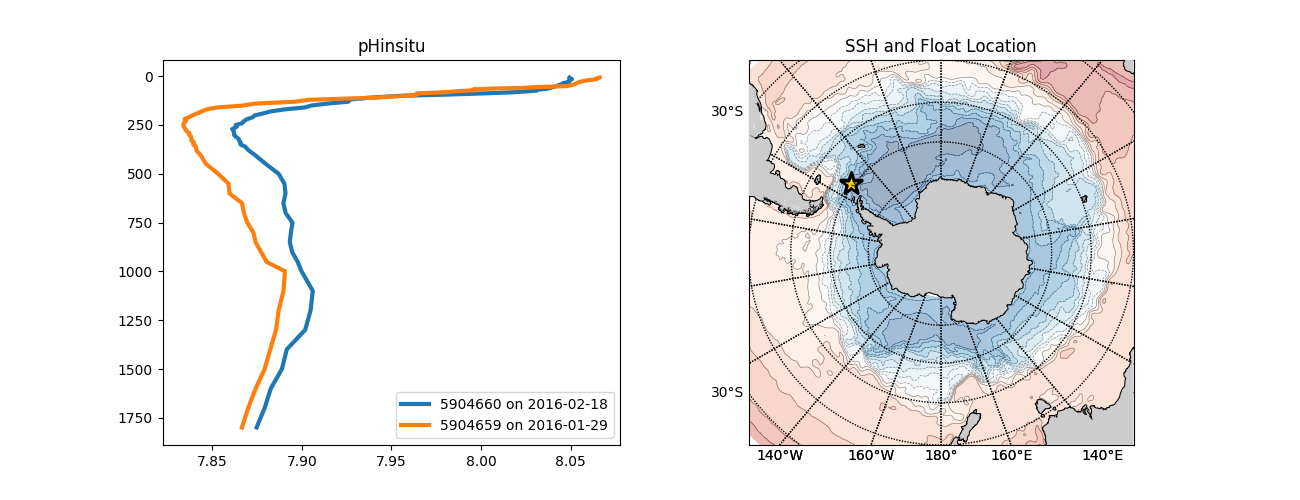 pHinsitu
0
250
500
750
1000
1250
1500
1750
7.85 7.90 7.95 8.00 8.05
5904660 on 2016-02-18
5904659 on 2016-01-29
SSH and Float Location
30°S
30°S
140°W 160°W 180° 160°E 140°E